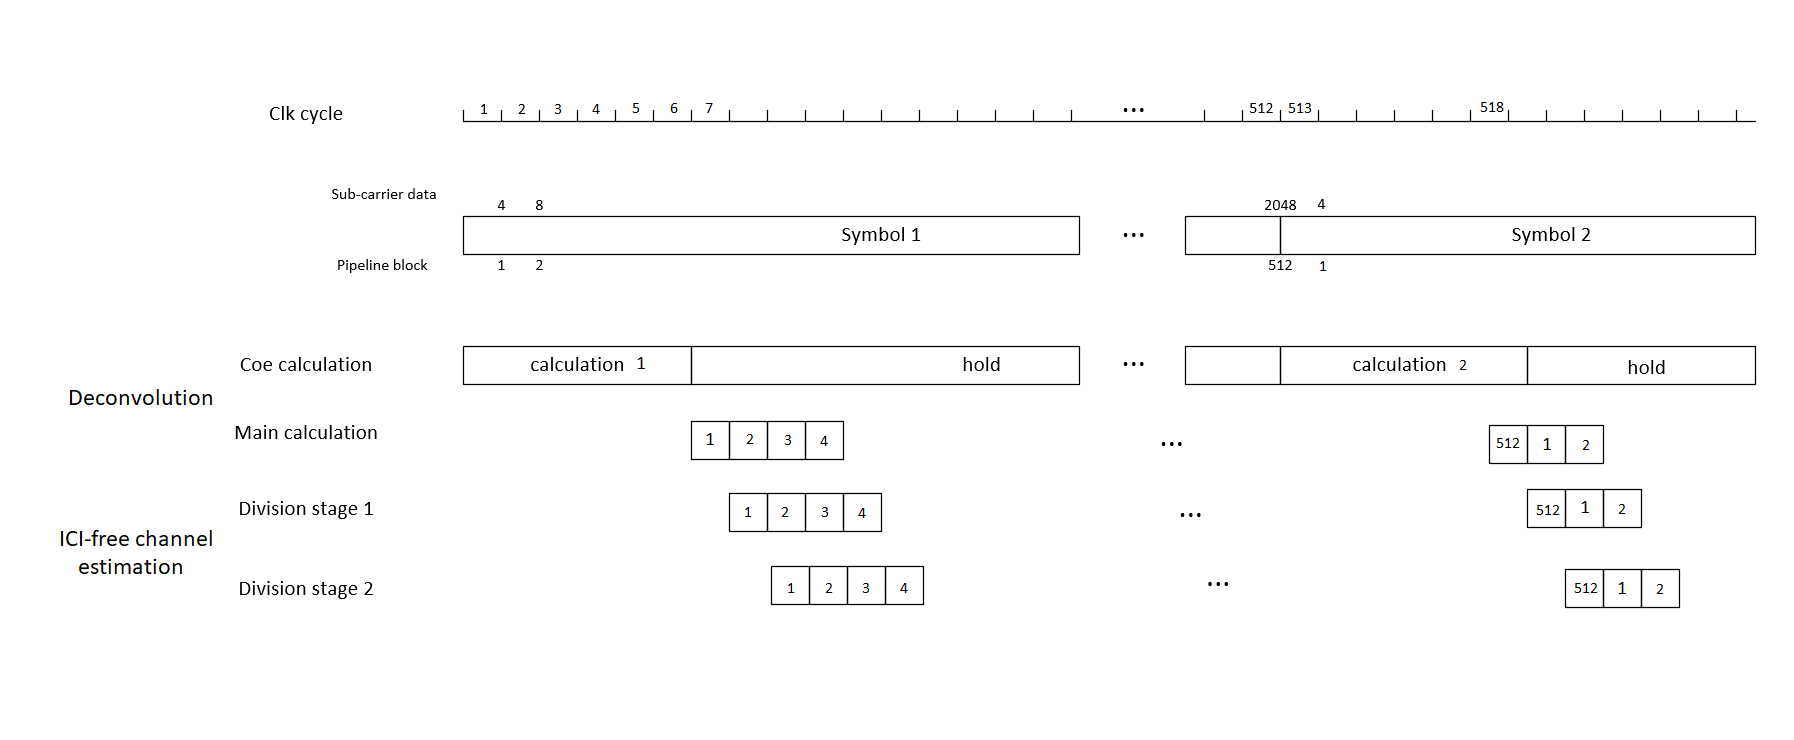 Clk cycle 1 2 3 4 5 6 7 ... 512 513 518
Sub-carrier data 4 8 2048 4
Symbol 1 ... Symbol 2
Pipeline block 1 2 512 1
Coe calculation calculation 1 hold ... calculation 2 hold
Deconvolution
Main calculation 1 2 3 4 ... 512 1 2
Division stage 1 1 2 3 4 ... 512 1 2
ICI-free channel
estimation
Division stage 2 1 2 3 4 ... 512 1 2